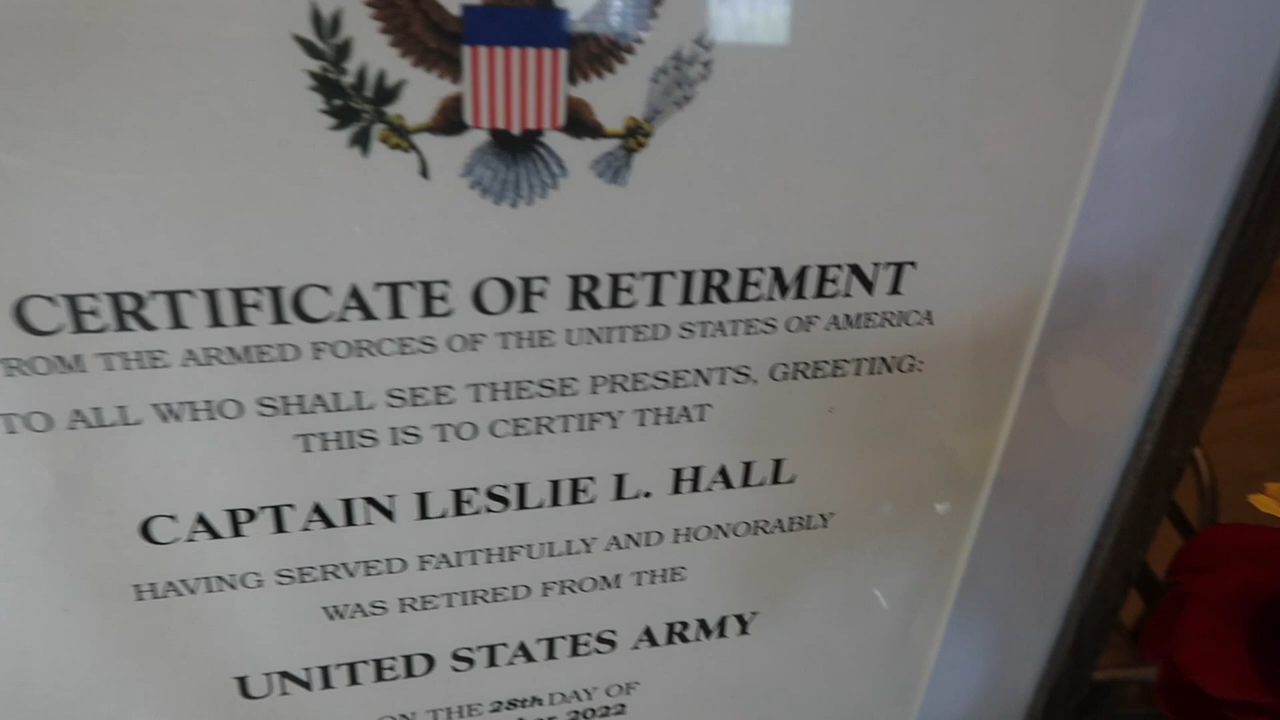 CERTIFICATE OF RETIREMENT
ROM THE ARMED FORCES OF THE UNITED STATES OF AMERICA
TO ALL WHO SHALL SEE THESE PRESENTS, GREETING:
THIS IS TO CERTIFY THAT
CAPTAIN LESLIE L. HALL
HAVING SERVED FAITHFULLY AND HONORABLY
WAS RETIRED FROM THE
UNITED STATES ARMY
ON THE 28th DAY OF
2022